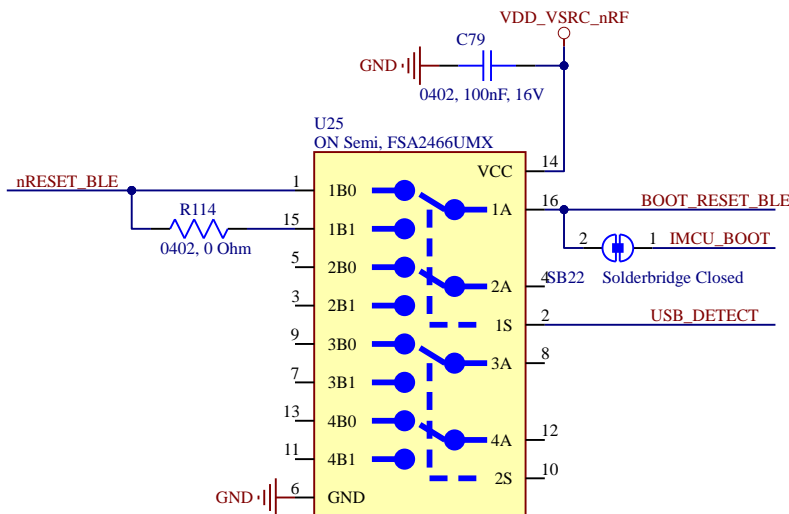 VDD_VSRC_nRF
C79
GND
0402, 100nF, 16V
U25
ON Semi, FSA2466UMX
VCC 14
nRESET_BLE
1 1B0
1A 16
BOOT_RESET_BLE
R114
15 1B1
0402, 0 Ohm
2 1 IMCU_BOOT
5 2B0
2A 4
SB22 Solderbridge Closed
3 2B1
1S 2
USB_DETECT
9 3B0
3A 8
7 3B1
13 4B0
4A 12
11 4B1
2S 10
GND 6 GND